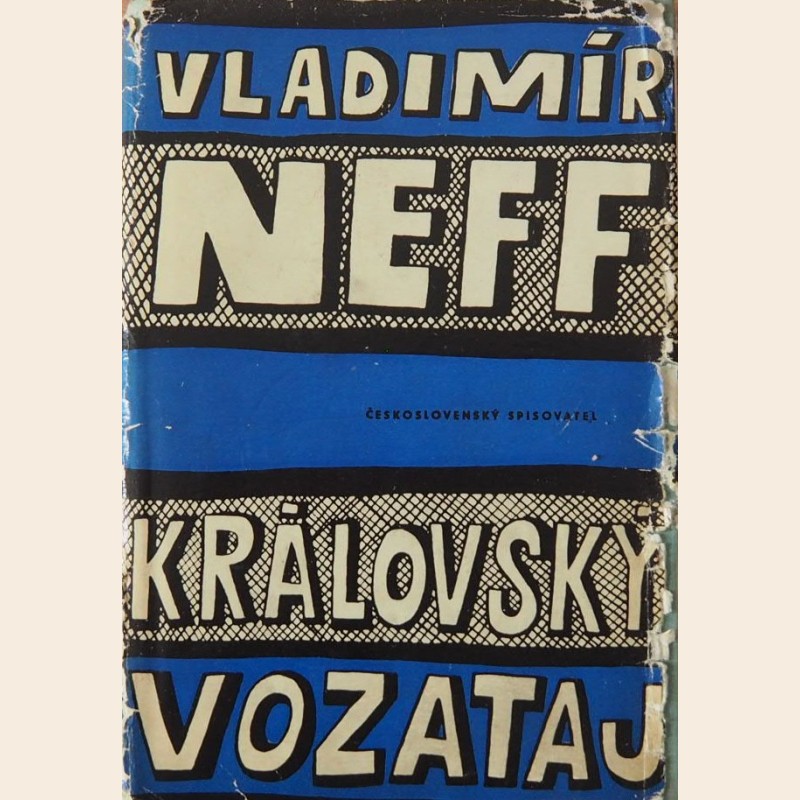 VLADIMÍR
NEFF
ČESKOSLOVENSKÝ SPISOVATEL
KRÁLOVSKÝ
VOZATAJ